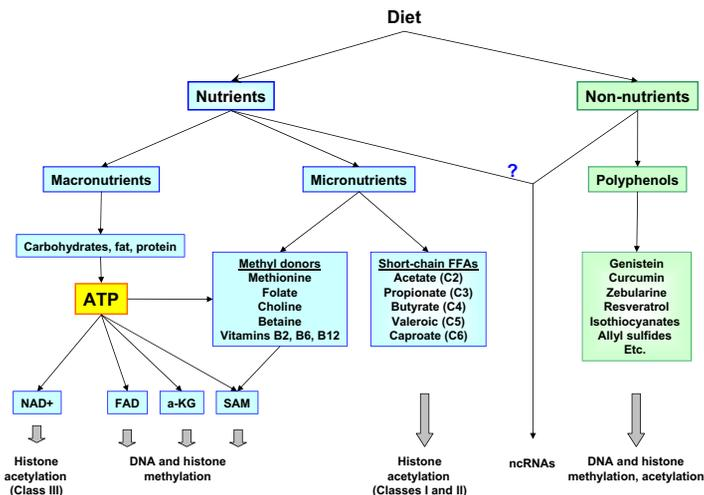 Diet
Nutrients
Non-nutrients
?
Macronutrients
Micronutrients
Polyphenols
Carbohydrates, fat, protein
ATP
Methyl donors
Methionine
Folate
Choline
Betaine
Vitamins B2, B6, B12
Short-chain FFAs
Acetate (C2)
Propionate (C3)
Butyrate (C4)
Valeroic (C5)
Caproate (C6)
Genistein
Curcumin
Zebularine
Resveratrol
Isothiocyanates
Allyl sulfides
Etc.
NAD+
FAD
a-KG
SAM
Histone
acetylation
(Class III)
DNA and histone
methylation
Histone
acetylation
(Classes I and II)
ncRNAs
DNA and histone
methylation, acetylation